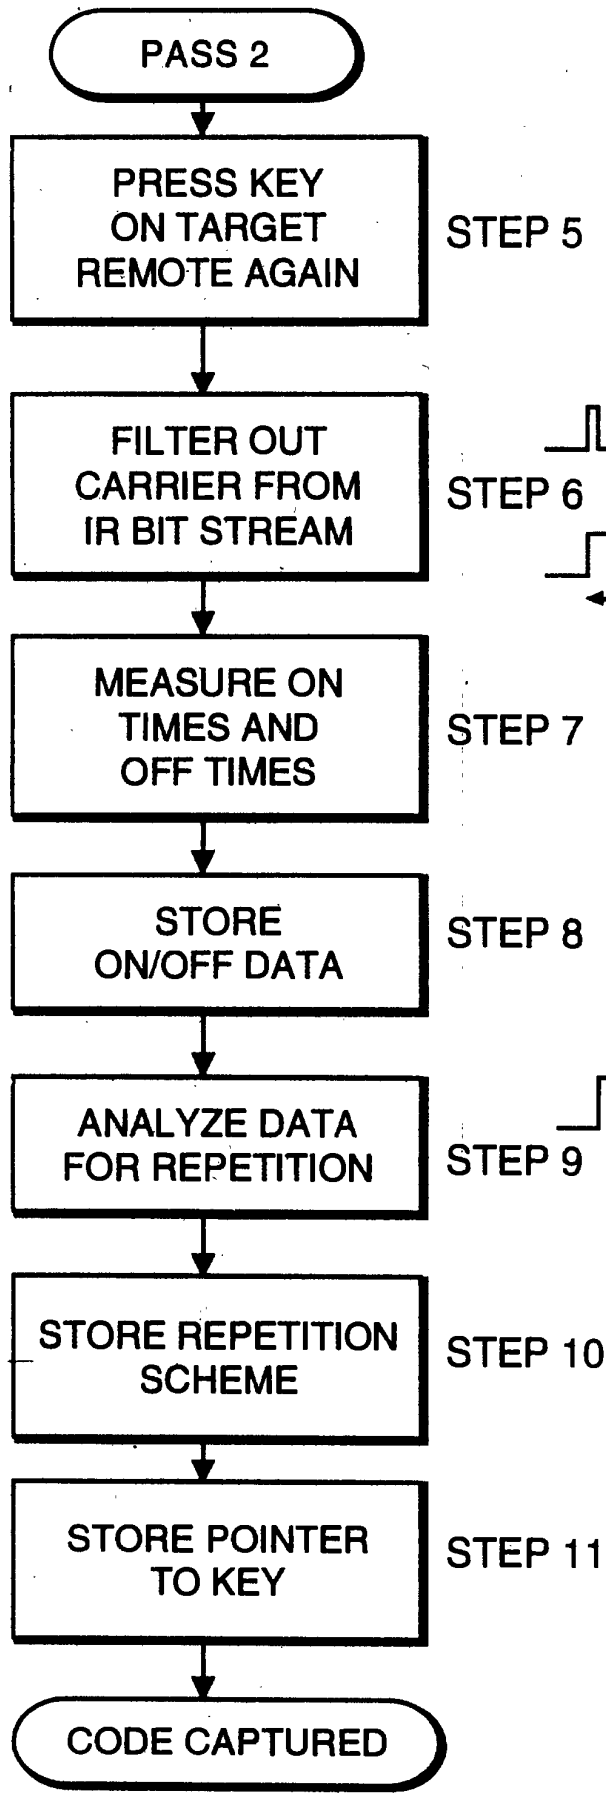 PASS 2
PRESS KEY
ON TARGET
REMOTE AGAIN
STEP 5
FILTER OUT
CARRIER FROM
IR BIT STREAM
STEP 6
MEASURE ON
TIMES AND
OFF TIMES
STEP 7
STORE
ON/OFF DATA
STEP 8
ANALYZE DATA
FOR REPETITION
STEP 9
STORE REPETITION
SCHEME
STEP 10
STORE POINTER
TO KEY
STEP 11
CODE CAPTURED